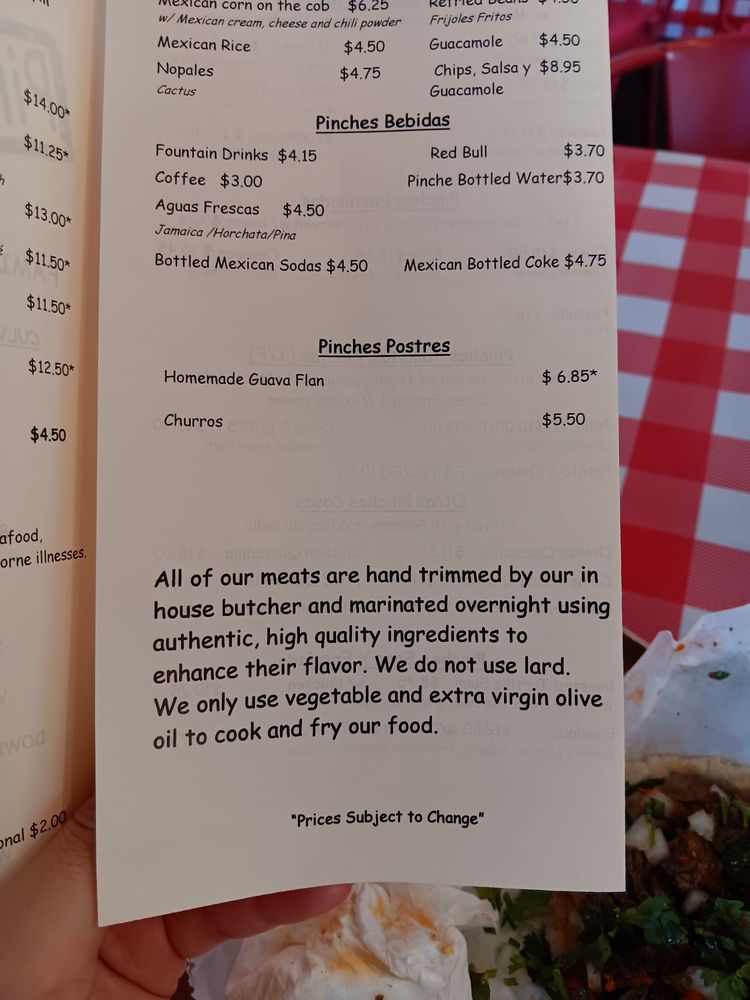 $14.00*
$11.25*
$13.00*
$11.50*
$11.50*
$12.50*
$4.50
afood,
orne illnesses.
onal $2.00
Mexican corn on the cob $6.25
w/ Mexican cream, cheese and chili powder
Mexican Rice $4.50
Nopales $4.75
Cactus
Refried Beans $4.50
Frijoles Fritos
Guacamole $4.50
Chips, Salsa y $8.95
Guacamole
Pinches Bebidas
Fountain Drinks $4.15 Red Bull $3.70
Coffee $3.00 Pinche Bottled Water$3.70
Aguas Frescas $4.50
Jamaica /Horchata/Pina
Bottled Mexican Sodas $4.50 Mexican Bottled Coke $4.75
Pinches Postres
Homemade Guava Flan $ 6.85*
Churros $5.50
All of our meats are hand trimmed by our in
house butcher and marinated overnight using
authentic, high quality ingredients to
enhance their flavor. We do not use lard.
We only use vegetable and extra virgin olive
oil to cook and fry our food.
"Prices Subject to Change"